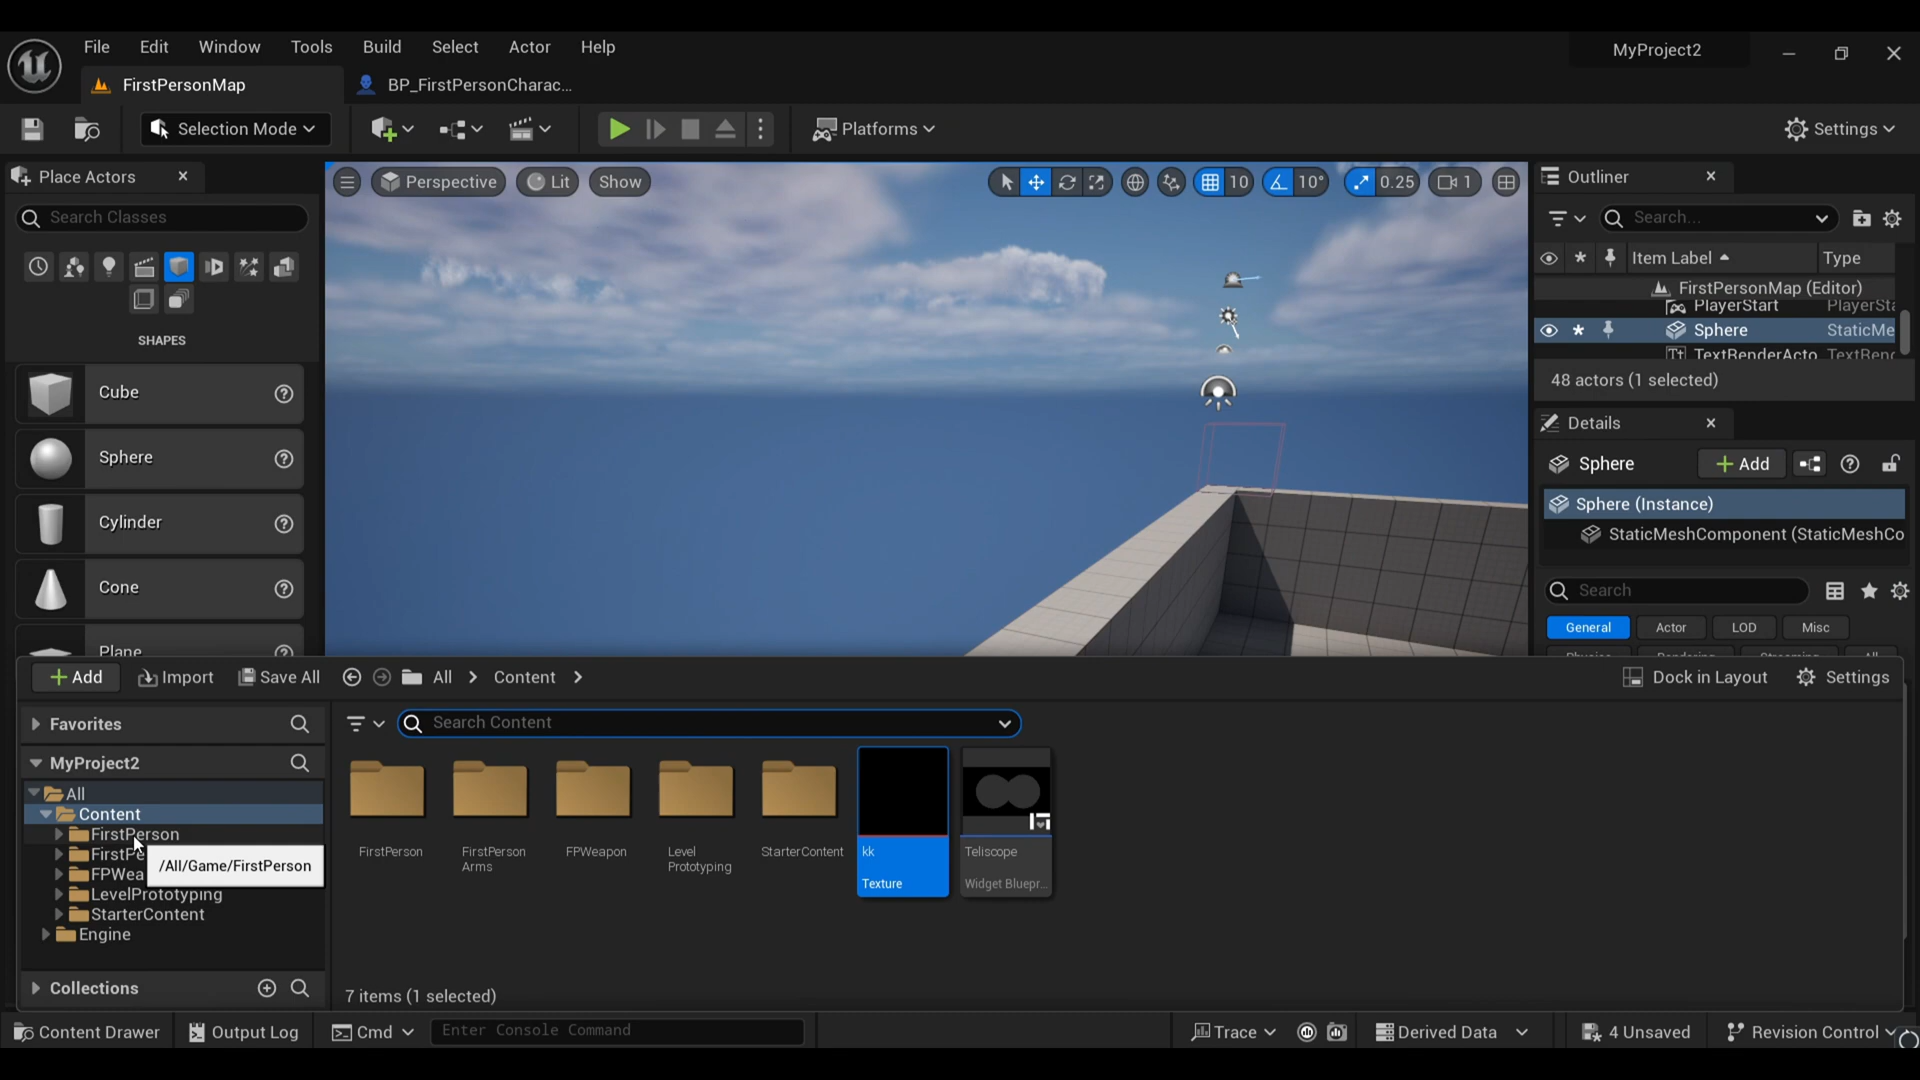 File Edit Window Tools Build Select Actor Help
MyProject2
FirstPersonMap
BP_FirstPersonCharac...
Selection Mode
Platforms
Settings
Place Actors
Search Classes
SHAPES
Cube
Sphere
Cylinder
Cone
Plane
Perspective
Lit
Show
10
10°
0.25
1
Outliner
Search...
Item Label
Type
FirstPersonMap (Editor)
PlayerStart PlayerSta
Sphere StaticMe
TextRenderActo TextRend
48 actors (1 selected)
Details
Sphere
Add
Sphere (Instance)
StaticMeshComponent (StaticMeshCo
Search
General Actor LOD Misc
Physics Rendering Streaming All
Add Import Save All All Content
Dock in Layout Settings
Favorites
Search Content
MyProject2
All
Content
FirstPerson
FirstPe
FPWea
LevelPrototyping
StarterContent
Engine
/All/Game/FirstPerson
Collections
FirstPerson
FirstPerson
Arms
FPWeapon
Level
Prototyping
StarterContent
kk
Texture
Teliscope
Widget Bluepr...
7 items (1 selected)
Content Drawer Output Log Cmd Enter Console Command
Trace Derived Data 4 Unsaved Revision Control